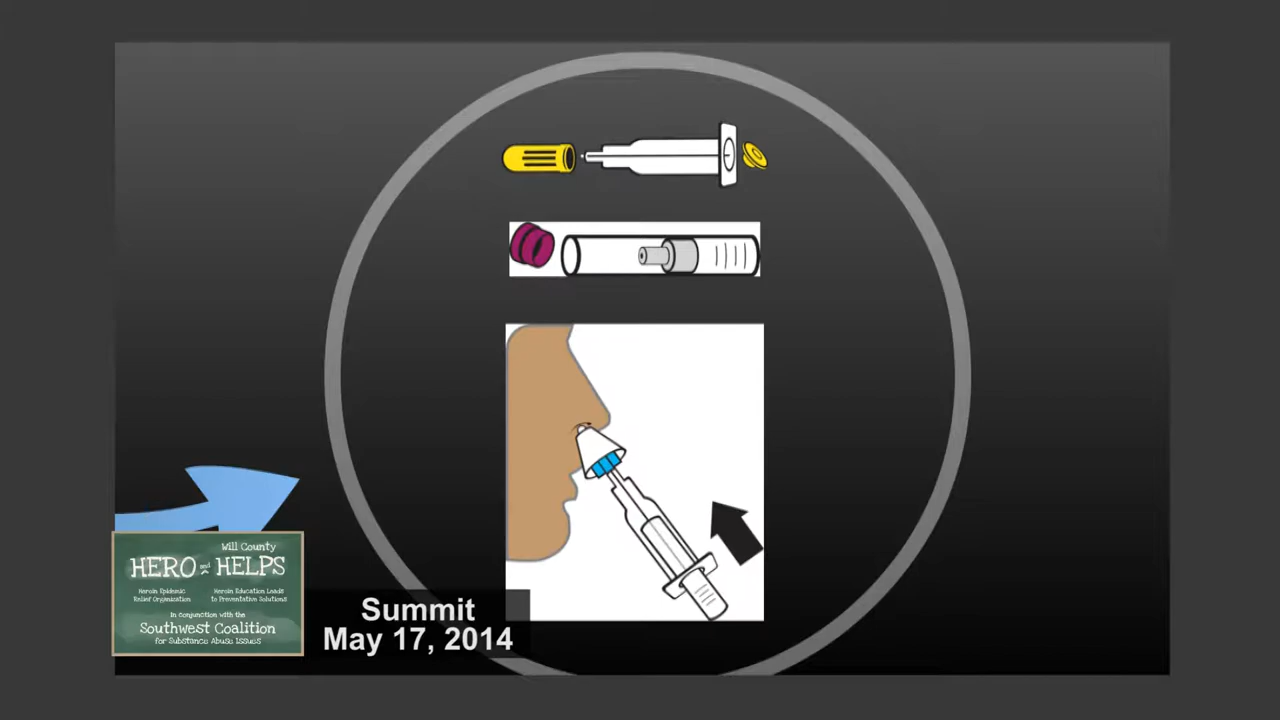 Will County
HERO and HELPS
Heroin Epidemic
Relief Organization
Heroin Education Leads
to Preventative Solutions
In conjunction with the
Southwest Coalition
for Substance Abuse Issues
Summit
May 17, 2014